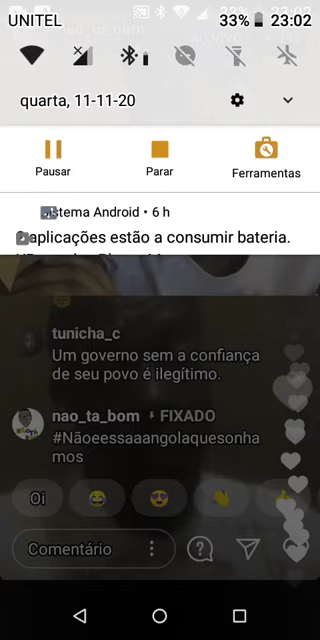 UNITEL 33% 23:02
quarta, 11-11-20
Pausar Parar Ferramentas
stema Android • 6 h
aplicações estão a consumir bateria.
tunicha_c
Um governo sem a confiança
de seu povo é ilegítimo.
nao_ta_bom FIXADO
#Nãoeessaaangolaquesonha
mos
Oi
Comentário